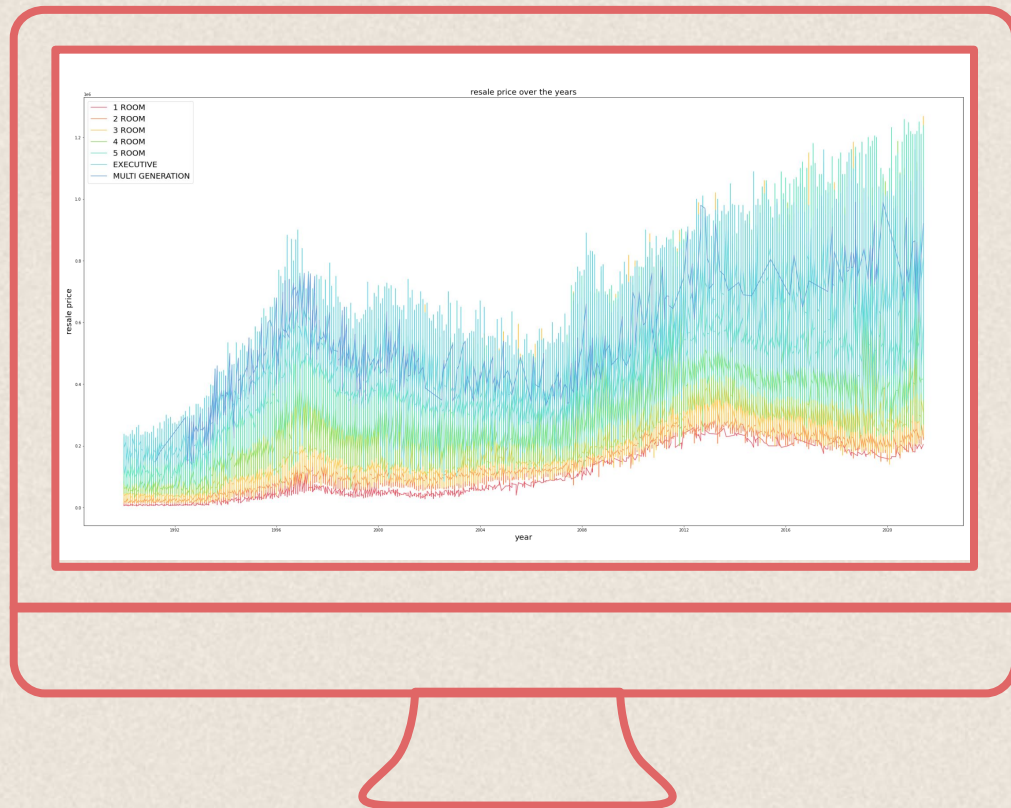 resale price over the years
1e6
1 ROOM
2 ROOM
3 ROOM
4 ROOM
5 ROOM
EXECUTIVE
MULTI GENERATION
1.2
1.0
0.8
0.6
0.4
0.2
0.0
resale price
1992
1996
2000
2004
2008
2012
2016
2020
year